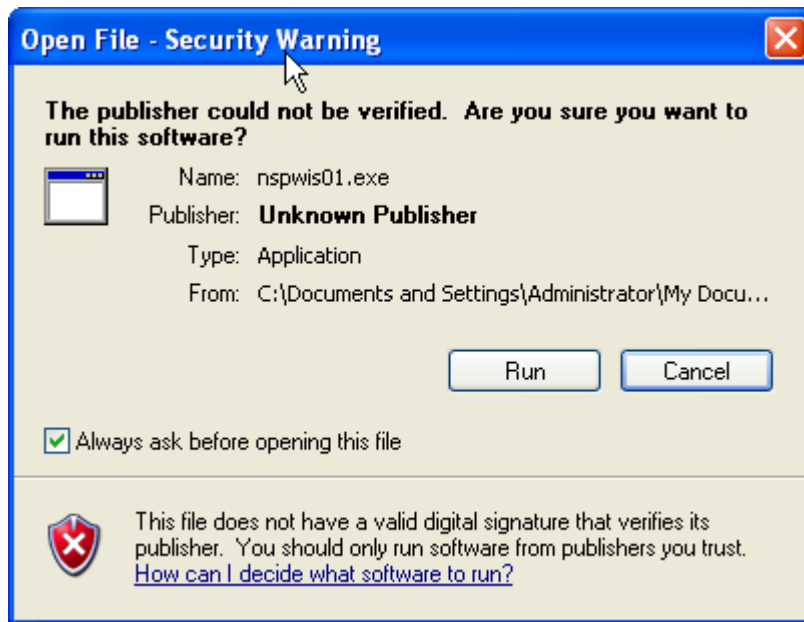 Open File - Security Warning
The publisher could not be verified. Are you sure you want to
run this software?
Name: nspwis01.exe
Publisher: Unknown Publisher
Type: Application
From: C:\Documents and Settings\Administrator\My Docu...
Run Cancel
Always ask before opening this file
This file does not have a valid digital signature that verifies its
publisher. You should only run software from publishers you trust.
How can I decide what software to run?